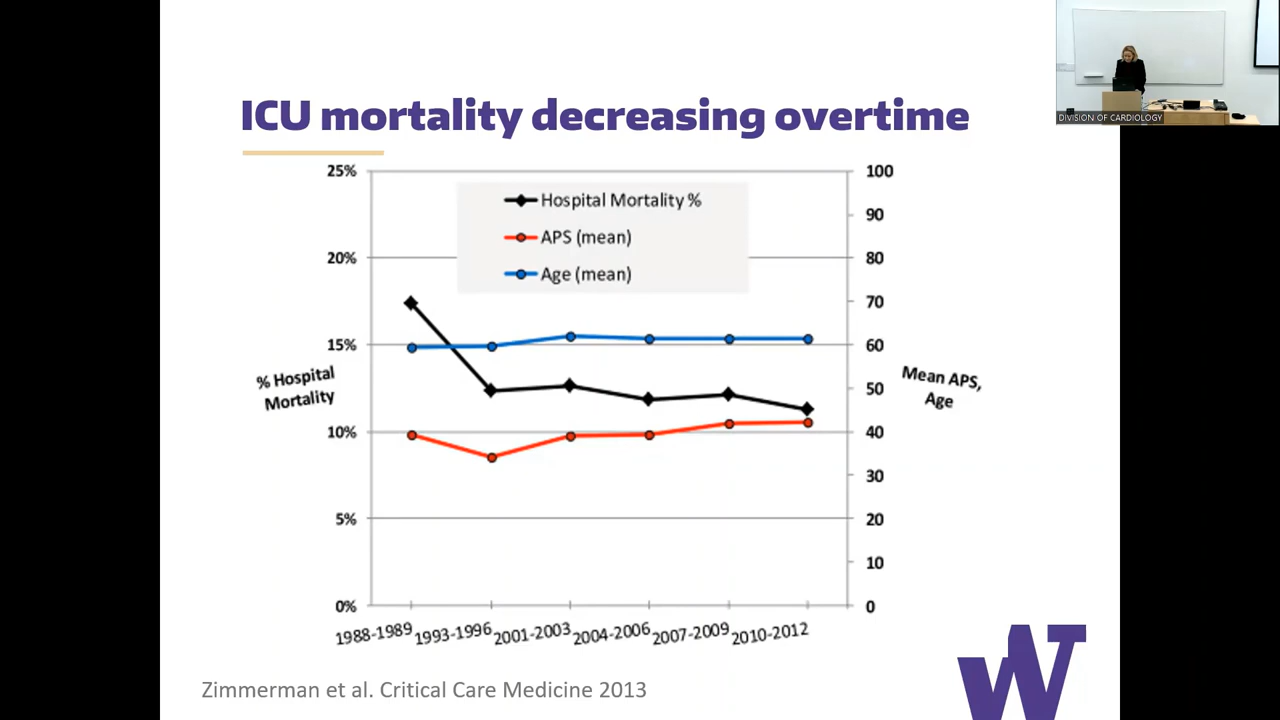 ICU mortality decreasing overtime
DIVISION OF CARDIOLOGY
Hospital Mortality %
APS (mean)
Age (mean)
25%
20%
15%
10%
5%
0%
% Hospital
Mortality
100
90
80
70
60
50
40
30
20
10
0
Mean APS,
Age
1988-1989
1993-1996
2001-2003
2004-2006
2007-2009
2010-2012
Zimmerman et al. Critical Care Medicine 2013
W